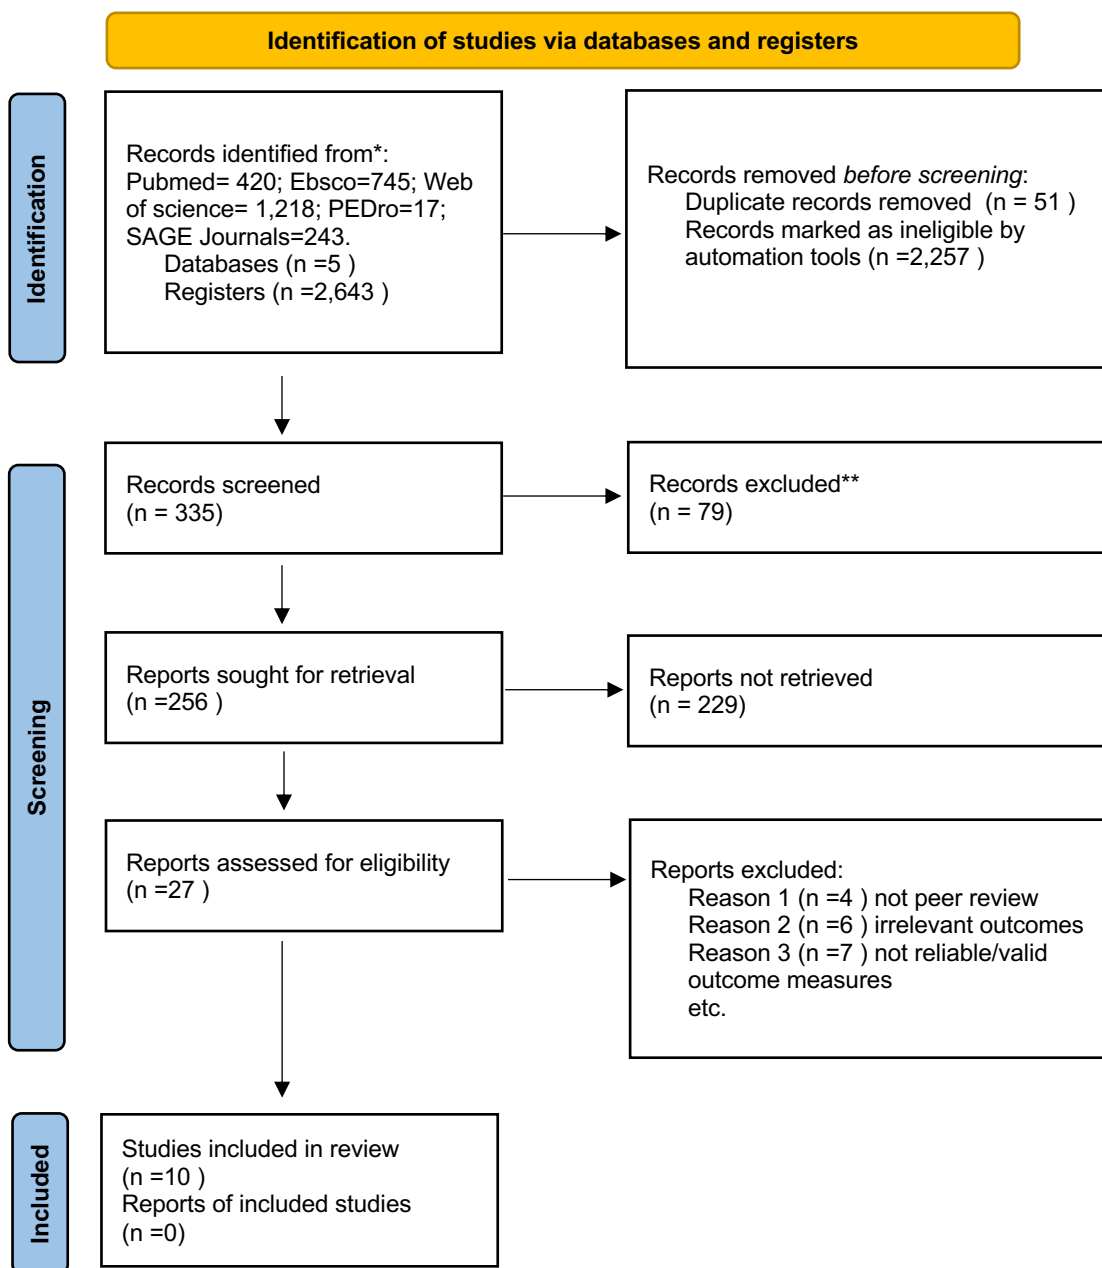 Identification of studies via databases and registers
Identification
Records identified from*:
Pubmed= 420; Ebsco=745; Web
of science= 1,218; PEDro=17;
SAGE Journals=243.
Databases (n =5 )
Registers (n =2,643 )
Records removed before screening:
Duplicate records removed  (n = 51 )
Records marked as ineligible by
automation tools (n =2,257 )
Screening
Records screened
(n = 335)
Records excluded**
(n = 79)
Reports sought for retrieval
(n =256 )
Reports not retrieved
(n = 229)
Reports assessed for eligibility
(n =27 )
Reports excluded:
Reason 1 (n =4 ) not peer review
Reason 2 (n =6 ) irrelevant outcomes
Reason 3 (n =7 ) not reliable/valid
outcome measures
etc.
Included
Studies included in review
(n =10 )
Reports of included studies
(n =0)